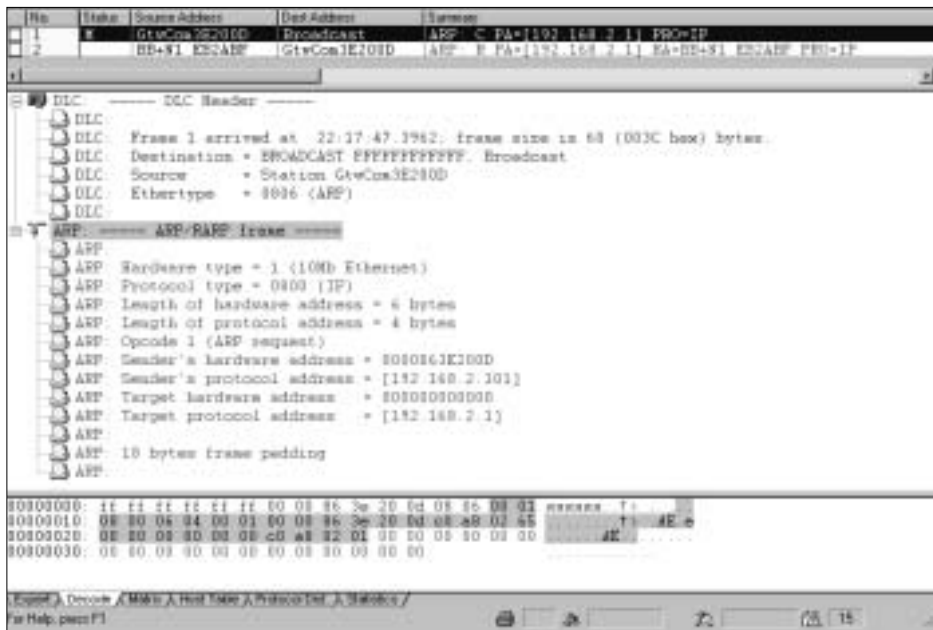 No. Status Source Address Dest Address Summary
1 M GtwCom3E200D Broadcast ARP: C PA=[192.168.2.1] PRO=IP
2 GtwCom3E200D ARP: R PA=[192.168.2.1] PRO=IP
DLC: ----- DLC Header -----
DLC:
DLC: Frame 1 arrived at 22:17:47.3962; frame size is 60 (003C hex) bytes.
DLC: Destination = BROADCAST FFFFFFFFFFFF, Broadcast
DLC: Source = Station GtwCom3E200D
DLC: Ethertype = 0806 (ARP)
DLC:
ARP: ----- ARP/RARP frame -----
ARP:
ARP: Hardware type = 1 (10Mb Ethernet)
ARP: Protocol type = 0800 (IP)
ARP: Length of hardware address = 6 bytes
ARP: Length of protocol address = 4 bytes
ARP: Opcode 1 (ARP request)
ARP: Sender's hardware address = 0000863E200D
ARP: Sender's protocol address = [192.168.2.101]
ARP: Target hardware address = 000000000000
ARP: Target protocol address = [192.168.2.1]
ARP:
ARP: 18 bytes frame padding
ARP:
00000000: ff ff ff ff ff ff 00 00 86 3e 20 0d 08 06 00 01
00000010: 08 00 06 04 00 01 00 00 86 3e 20 0d c0 a8 02 65
00000020: 00 00 00 00 00 00 c0 a8 02 01 00 00 00 00 00 00
00000030: 00 00 00 00 00 00 00 00 00 00 00 00
Expert Decode Matrix Host Table Protocol Dist. Statistics
For Help, press F1 15